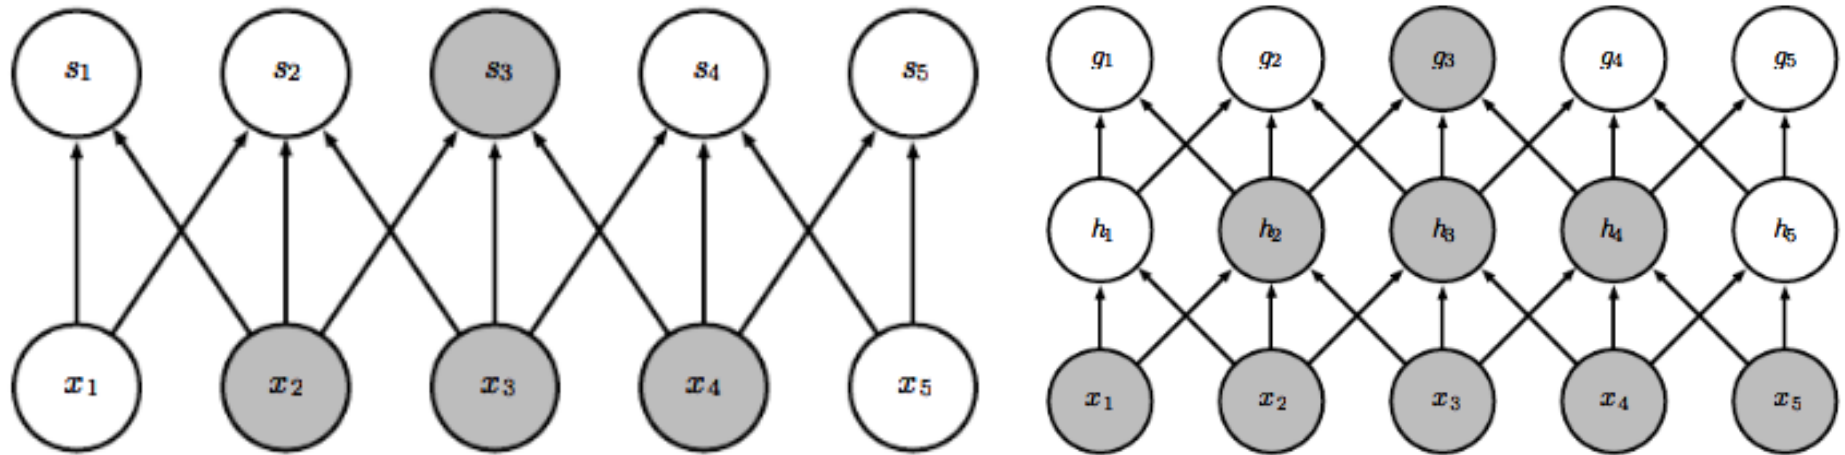 s1 s2 s3 s4 s5
x1 x2 x3 x4 x5
g1 g2 g3 g4 g5
h1 h2 h3 h4 h5
x1 x2 x3 x4 x5